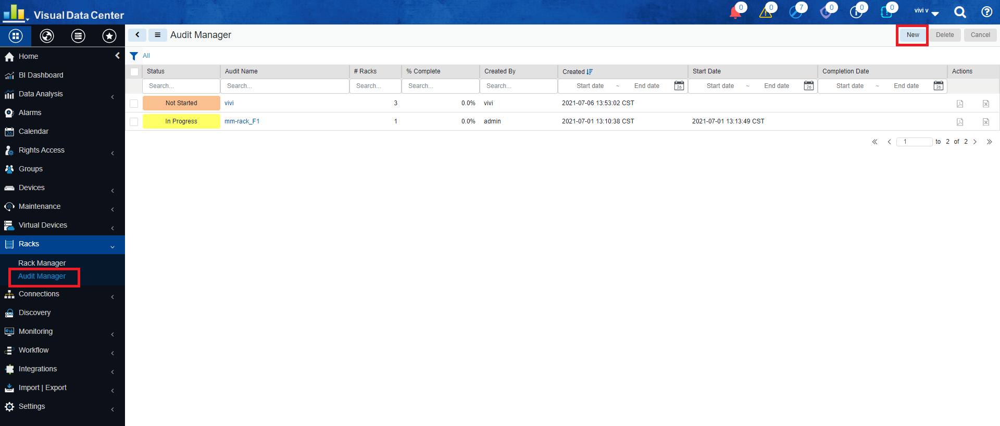 Visual Data Center
0
0
7
0
0
0
vivi v
Audit Manager
New
Delete
Cancel
Home
BI Dashboard
Data Analysis
Alarms
Calendar
Rights Access
Groups
Devices
Maintenance
Virtual Devices
Racks
Rack Manager
Audit Manager
Connections
Discovery
Monitoring
Workflow
Integrations
Import | Export
Settings
All
Status Audit Name # Racks % Complete Created By Created Start Date Completion Date Actions
Search... Search... Search... Search... Search... Start date ~ End date 26 Start date ~ End date 26 Start date ~ End date 26
Not Started vivi 3 0.0% vivi 2021-07-06 13:53:02 CST
In Progress mm-rack_F1 1 0.0% admin 2021-07-01 13:10:38 CST 2021-07-01 13:13:49 CST
1 to 2 of 2